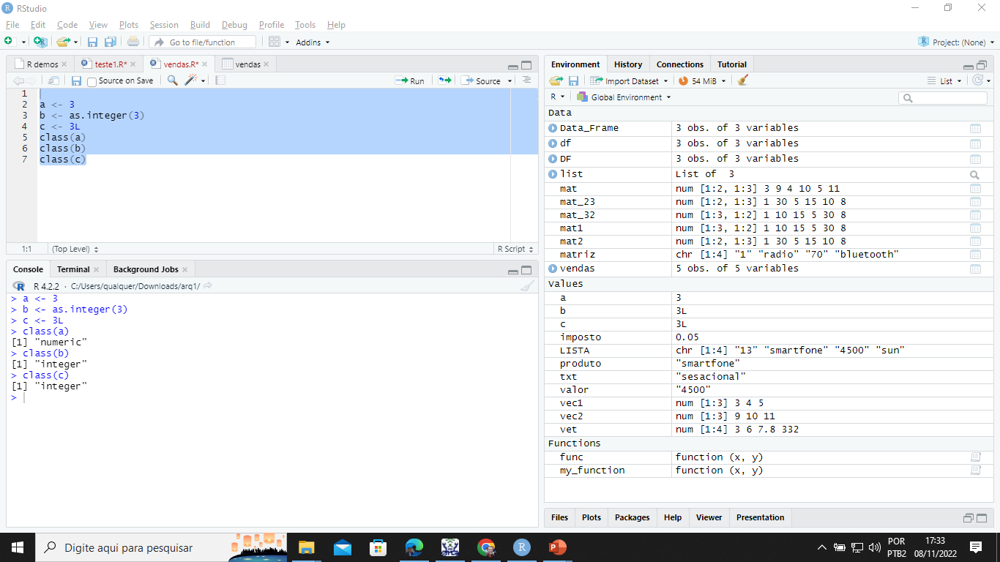 RStudio
File Edit Code View Plots Session Build Debug Profile Tools Help
Go to file/function Addins Project: (None)
R demos teste1.R* vendas.R* vendas
Source on Save Run Source
1
2 a <- 3
3 b <- as.integer(3)
4 c <- 3L
5 class(a)
6 class(b)
7 class(c)
1:1 (Top Level) R Script
Console Terminal Background Jobs
R 4.2.2 · C:/Users/qualquer/Downloads/arq1/
> a <- 3
> b <- as.integer(3)
> c <- 3L
> class(a)
[1] "numeric"
> class(b)
[1] "integer"
> class(c)
[1] "integer"
>
Environment History Connections Tutorial
Import Dataset 54 MiB List
R Global Environment
Data
Data_Frame 3 obs. of 3 variables
df 3 obs. of 3 variables
DF 3 obs. of 3 variables
list List of 3
mat num [1:2, 1:3] 3 9 4 10 5 11
mat_23 num [1:2, 1:3] 1 30 5 15 10 8
mat_32 num [1:3, 1:2] 1 10 15 5 30 8
mat1 num [1:3, 1:2] 1 10 15 5 30 8
mat2 num [1:2, 1:3] 1 30 5 15 10 8
matriz chr [1:4] "1" "radio" "70" "bluetooth"
vendas 5 obs. of 5 variables
Values
a 3
b 3L
c 3L
imposto 0.05
LISTA chr [1:4] "13" "smartfone" "4500" "sun"
produto "smartfone"
txt "sesacional"
valor "4500"
vec1 num [1:3] 3 4 5
vec2 num [1:3] 9 10 11
vet num [1:4] 3 6 7.8 332
Functions
func function (x, y)
my_function function (x, y)
Files Plots Packages Help Viewer Presentation
Digite aqui para pesquisar
POR
PTB2
17:33
08/11/2022